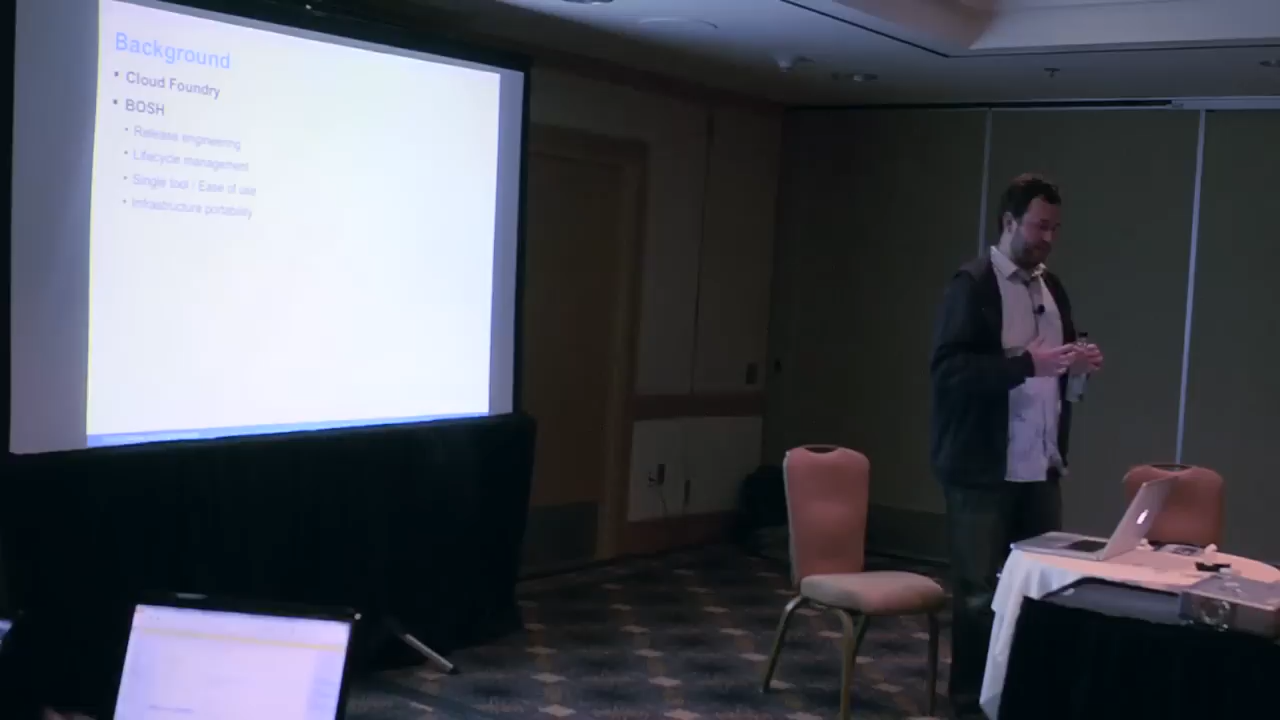 Background
• Cloud Foundry
• BOSH
• Release engineering
• Lifecycle management
• Single tool / Ease of use
• Infrastructure portability